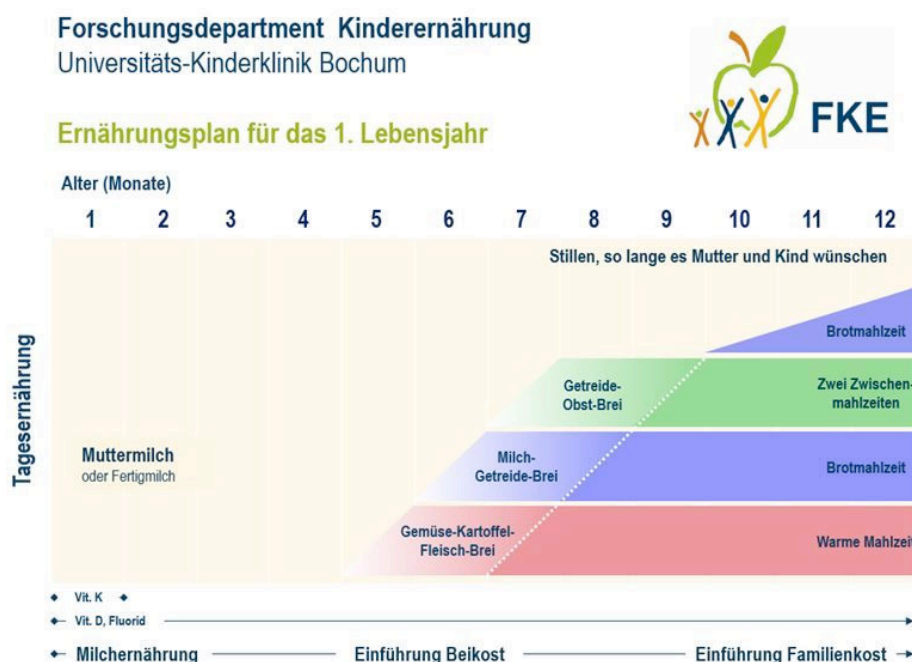 Forschungsdepartment Kinderernährung
Universitäts-Kinderklinik Bochum
FKE
Ernährungsplan für das 1. Lebensjahr
Alter (Monate)
1 2 3 4 5 6 7 8 9 10 11 12
Stillen, so lange es Mutter und Kind wünschen
Tagesernährung
Brotmahlzeit
Getreide-
Obst-Brei
Zwei Zwischen-
mahlzeiten
Muttermilch
oder Fertigmilch
Milch-
Getreide-Brei
Brotmahlzeit
Gemüse-Kartoffel-
Fleisch-Brei
Warme Mahlzeit
Vit. K
Vit. D, Fluorid
Milchernährung Einführung Beikost Einführung Familienkost